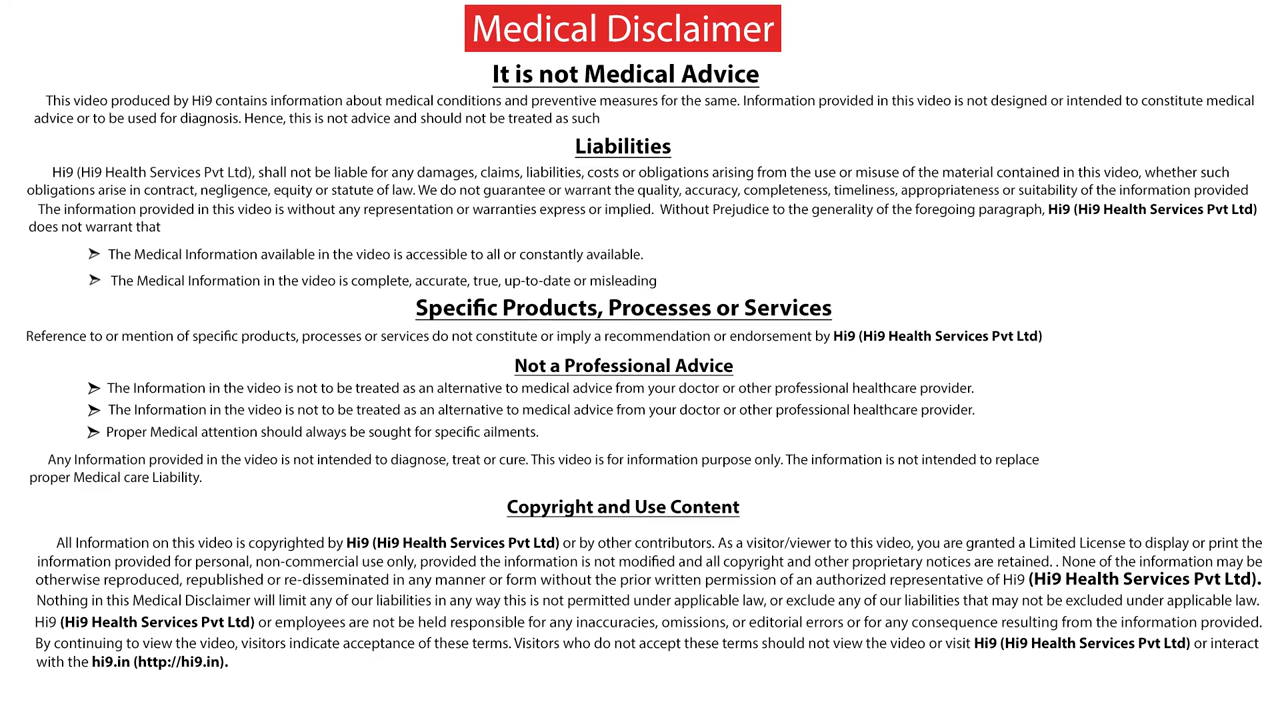 Medical Disclaimer
It is not Medical Advice
This video produced by Hi9 contains information about medical conditions and preventive measures for the same. Information provided in this video is not designed or intended to constitute medical
advice or to be used for diagnosis. Hence, this is not advice and should not be treated as such
Liabilities
Hi9 (Hi9 Health Services Pvt Ltd), shall not be liable for any damages, claims, liabilities, costs or obligations arising from the use or misuse of the material contained in this video, whether such
obligations arise in contract, negligence, equity or statute of law. We do not guarantee or warrant the quality, accuracy, completeness, timeliness, appropriateness or suitability of the information provided
The information provided in this video is without any representation or warranties express or implied. Without Prejudice to the generality of the foregoing paragraph, Hi9 (Hi9 Health Services Pvt Ltd)
does not warrant that
➢ The Medical Information available in the video is accessible to all or constantly available.
➢ The Medical Information in the video is complete, accurate, true, up-to-date or misleading
Specific Products, Processes or Services
Reference to or mention of specific products, processes or services do not constitute or imply a recommendation or endorsement by Hi9 (Hi9 Health Services Pvt Ltd)
Not a Professional Advice
➢ The Information in the video is not to be treated as an alternative to medical advice from your doctor or other professional healthcare provider.
➢ The Information in the video is not to be treated as an alternative to medical advice from your doctor or other professional healthcare provider.
➢ Proper Medical attention should always be sought for specific ailments.
Any Information provided in the video is not intended to diagnose, treat or cure. This video is for information purpose only. The information is not intended to replace
proper Medical care Liability.
Copyright and Use Content
All Information on this video is copyrighted by Hi9 (Hi9 Health Services Pvt Ltd) or by other contributors. As a visitor/viewer to this video, you are granted a Limited License to display or print the
information provided for personal, non-commercial use only, provided the information is not modified and all copyright and other proprietary notices are retained. . None of the information may be
otherwise reproduced, republished or re-disseminated in any manner or form without the prior written permission of an authorized representative of Hi9 (Hi9 Health Services Pvt Ltd).
Nothing in this Medical Disclaimer will limit any of our liabilities in any way this is not permitted under applicable law, or exclude any of our liabilities that may not be excluded under applicable law.
Hi9 (Hi9 Health Services Pvt Ltd) or employees are not be held responsible for any inaccuracies, omissions, or editorial errors or for any consequence resulting from the information provided.
By continuing to view the video, visitors indicate acceptance of these terms. Visitors who do not accept these terms should not view the video or visit Hi9 (Hi9 Health Services Pvt Ltd) or interact
with the hi9.in (http://hi9.in).